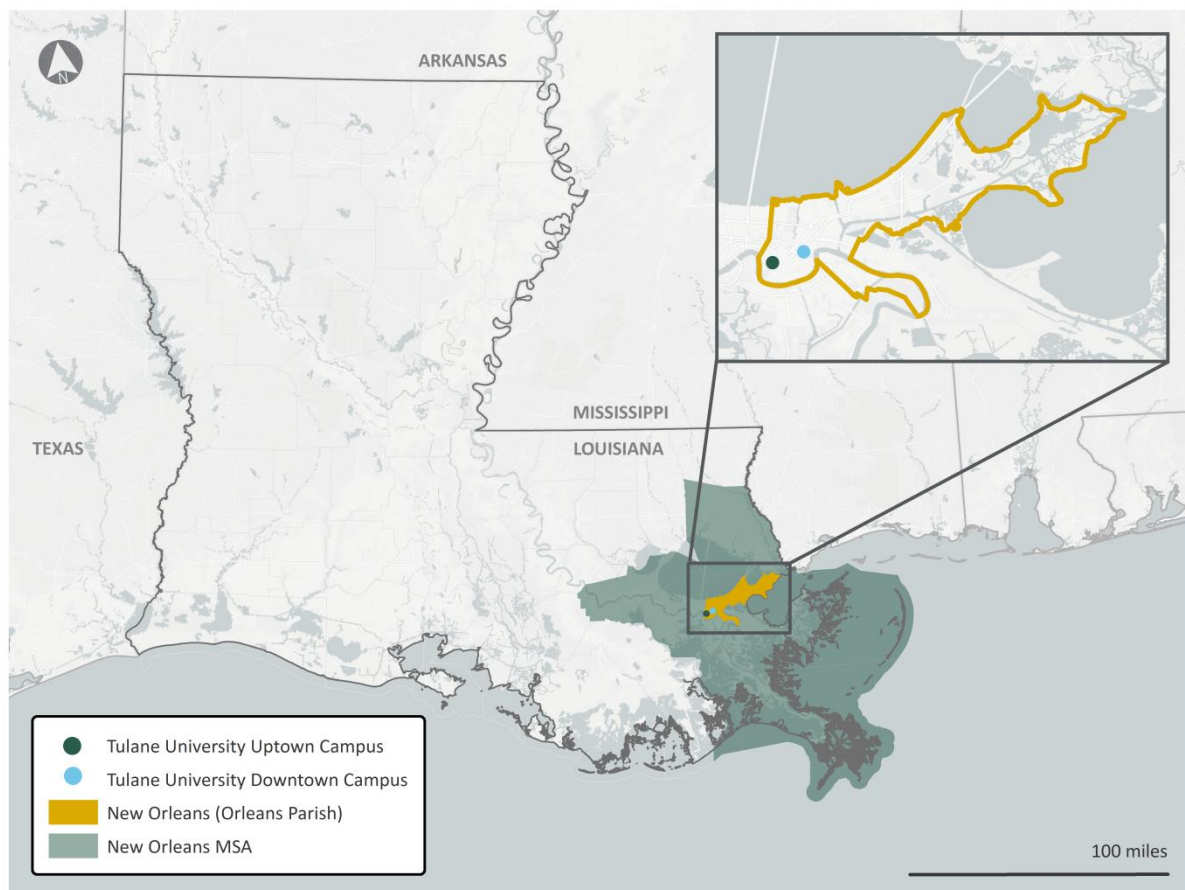 N
ARKANSAS
MISSISSIPPI
TEXAS
LOUISIANA
Tulane University Uptown Campus
Tulane University Downtown Campus
New Orleans (Orleans Parish)
New Orleans MSA
100 miles